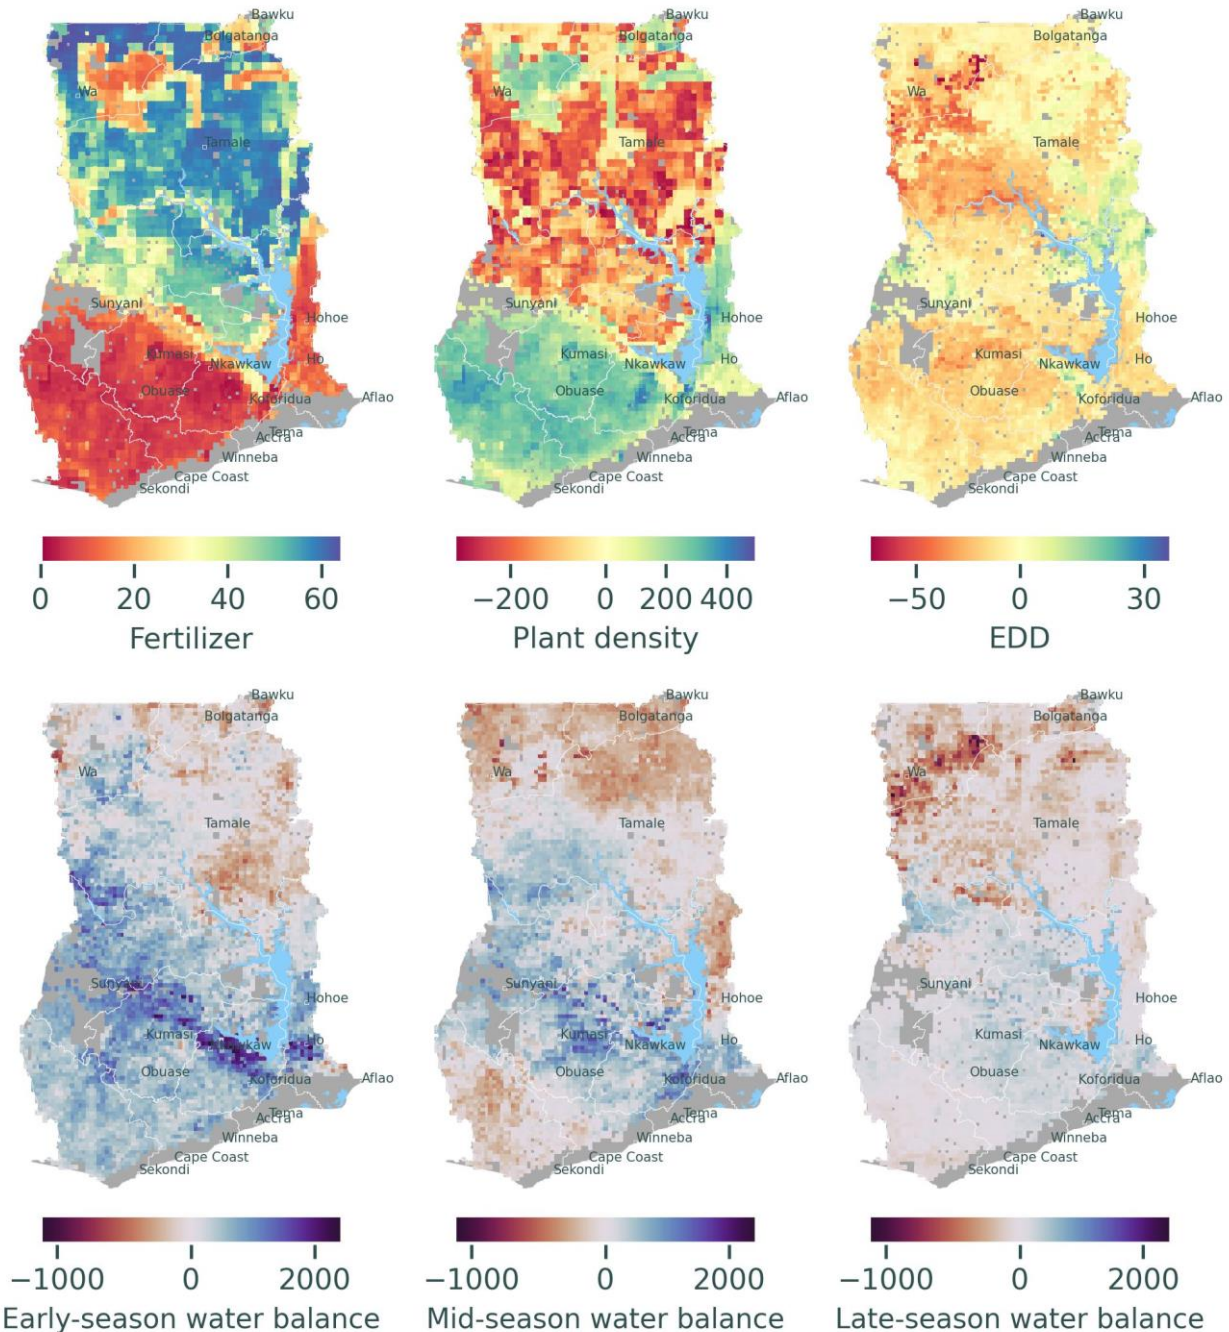 Bawku
Bolgatanga
Wa
Tamale
Sunyani
Hohoe
Kumasi
Nkawkaw
Ho
Obuase
Koforidua
Aflao
Tema
Accra
Winneba
Cape Coast
Sekondi
0 20 40 60
Fertilizer
Bawku
Bolgatanga
Wa
Tamale
Sunyani
Hohoe
Kumasi
Nkawkaw
Ho
Obuase
Koforidua
Aflao
Tema
Accra
Winneba
Cape Coast
Sekondi
−200 0 200 400
Plant density
Bawku
Bolgatanga
Wa
Tamale
Sunyani
Hohoe
Kumasi
Nkawkaw
Ho
Obuase
Koforidua
Aflao
Tema
Accra
Winneba
Cape Coast
Sekondi
−50 0 30
EDD
Bawku
Bolgatanga
Wa
Tamale
Sunyani
Hohoe
Kumasi
Nkawkaw
Ho
Obuase
Koforidua
Aflao
Tema
Accra
Winneba
Cape Coast
Sekondi
−1000 0 2000
Early-season water balance
Bawku
Bolgatanga
Wa
Tamale
Sunyani
Hohoe
Kumasi
Nkawkaw
Ho
Obuase
Koforidua
Aflao
Tema
Accra
Winneba
Cape Coast
Sekondi
−1000 0 2000
Mid-season water balance
Bawku
Bolgatanga
Wa
Tamale
Sunyani
Hohoe
Kumasi
Nkawkaw
Ho
Obuase
Koforidua
Aflao
Tema
Accra
Winneba
Cape Coast
Sekondi
−1000 0 2000
Late-season water balance